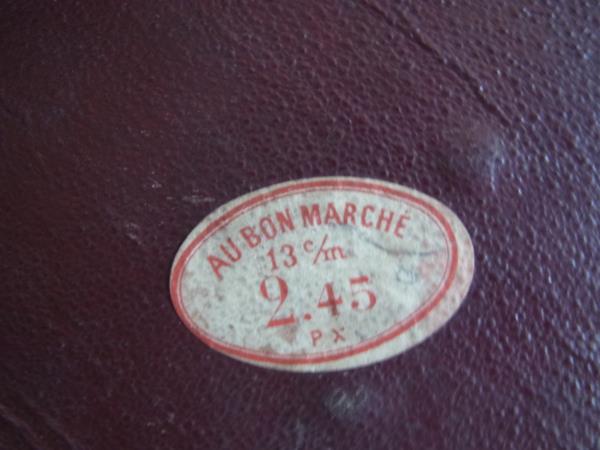 AU BON MARCHÉ
13 c/m
2.45
PX